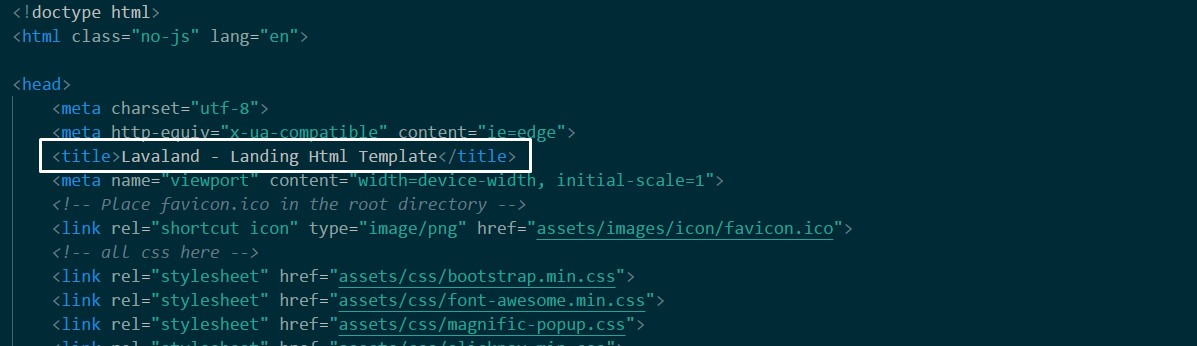 <!doctype html>
<html class="no-js" lang="en">
<head>
<meta charset="utf-8">
<meta http-equiv="x-ua-compatible" content="ie=edge">
<title>Lavaland - Landing Html Template</title>
<meta name="viewport" content="width=device-width, initial-scale=1">
<!-- Place favicon.ico in the root directory -->
<link rel="shortcut icon" type="image/png" href="assets/images/icon/favicon.ico">
<!-- all css here -->
<link rel="stylesheet" href="assets/css/bootstrap.min.css">
<link rel="stylesheet" href="assets/css/font-awesome.min.css">
<link rel="stylesheet" href="assets/css/magnific-popup.css">